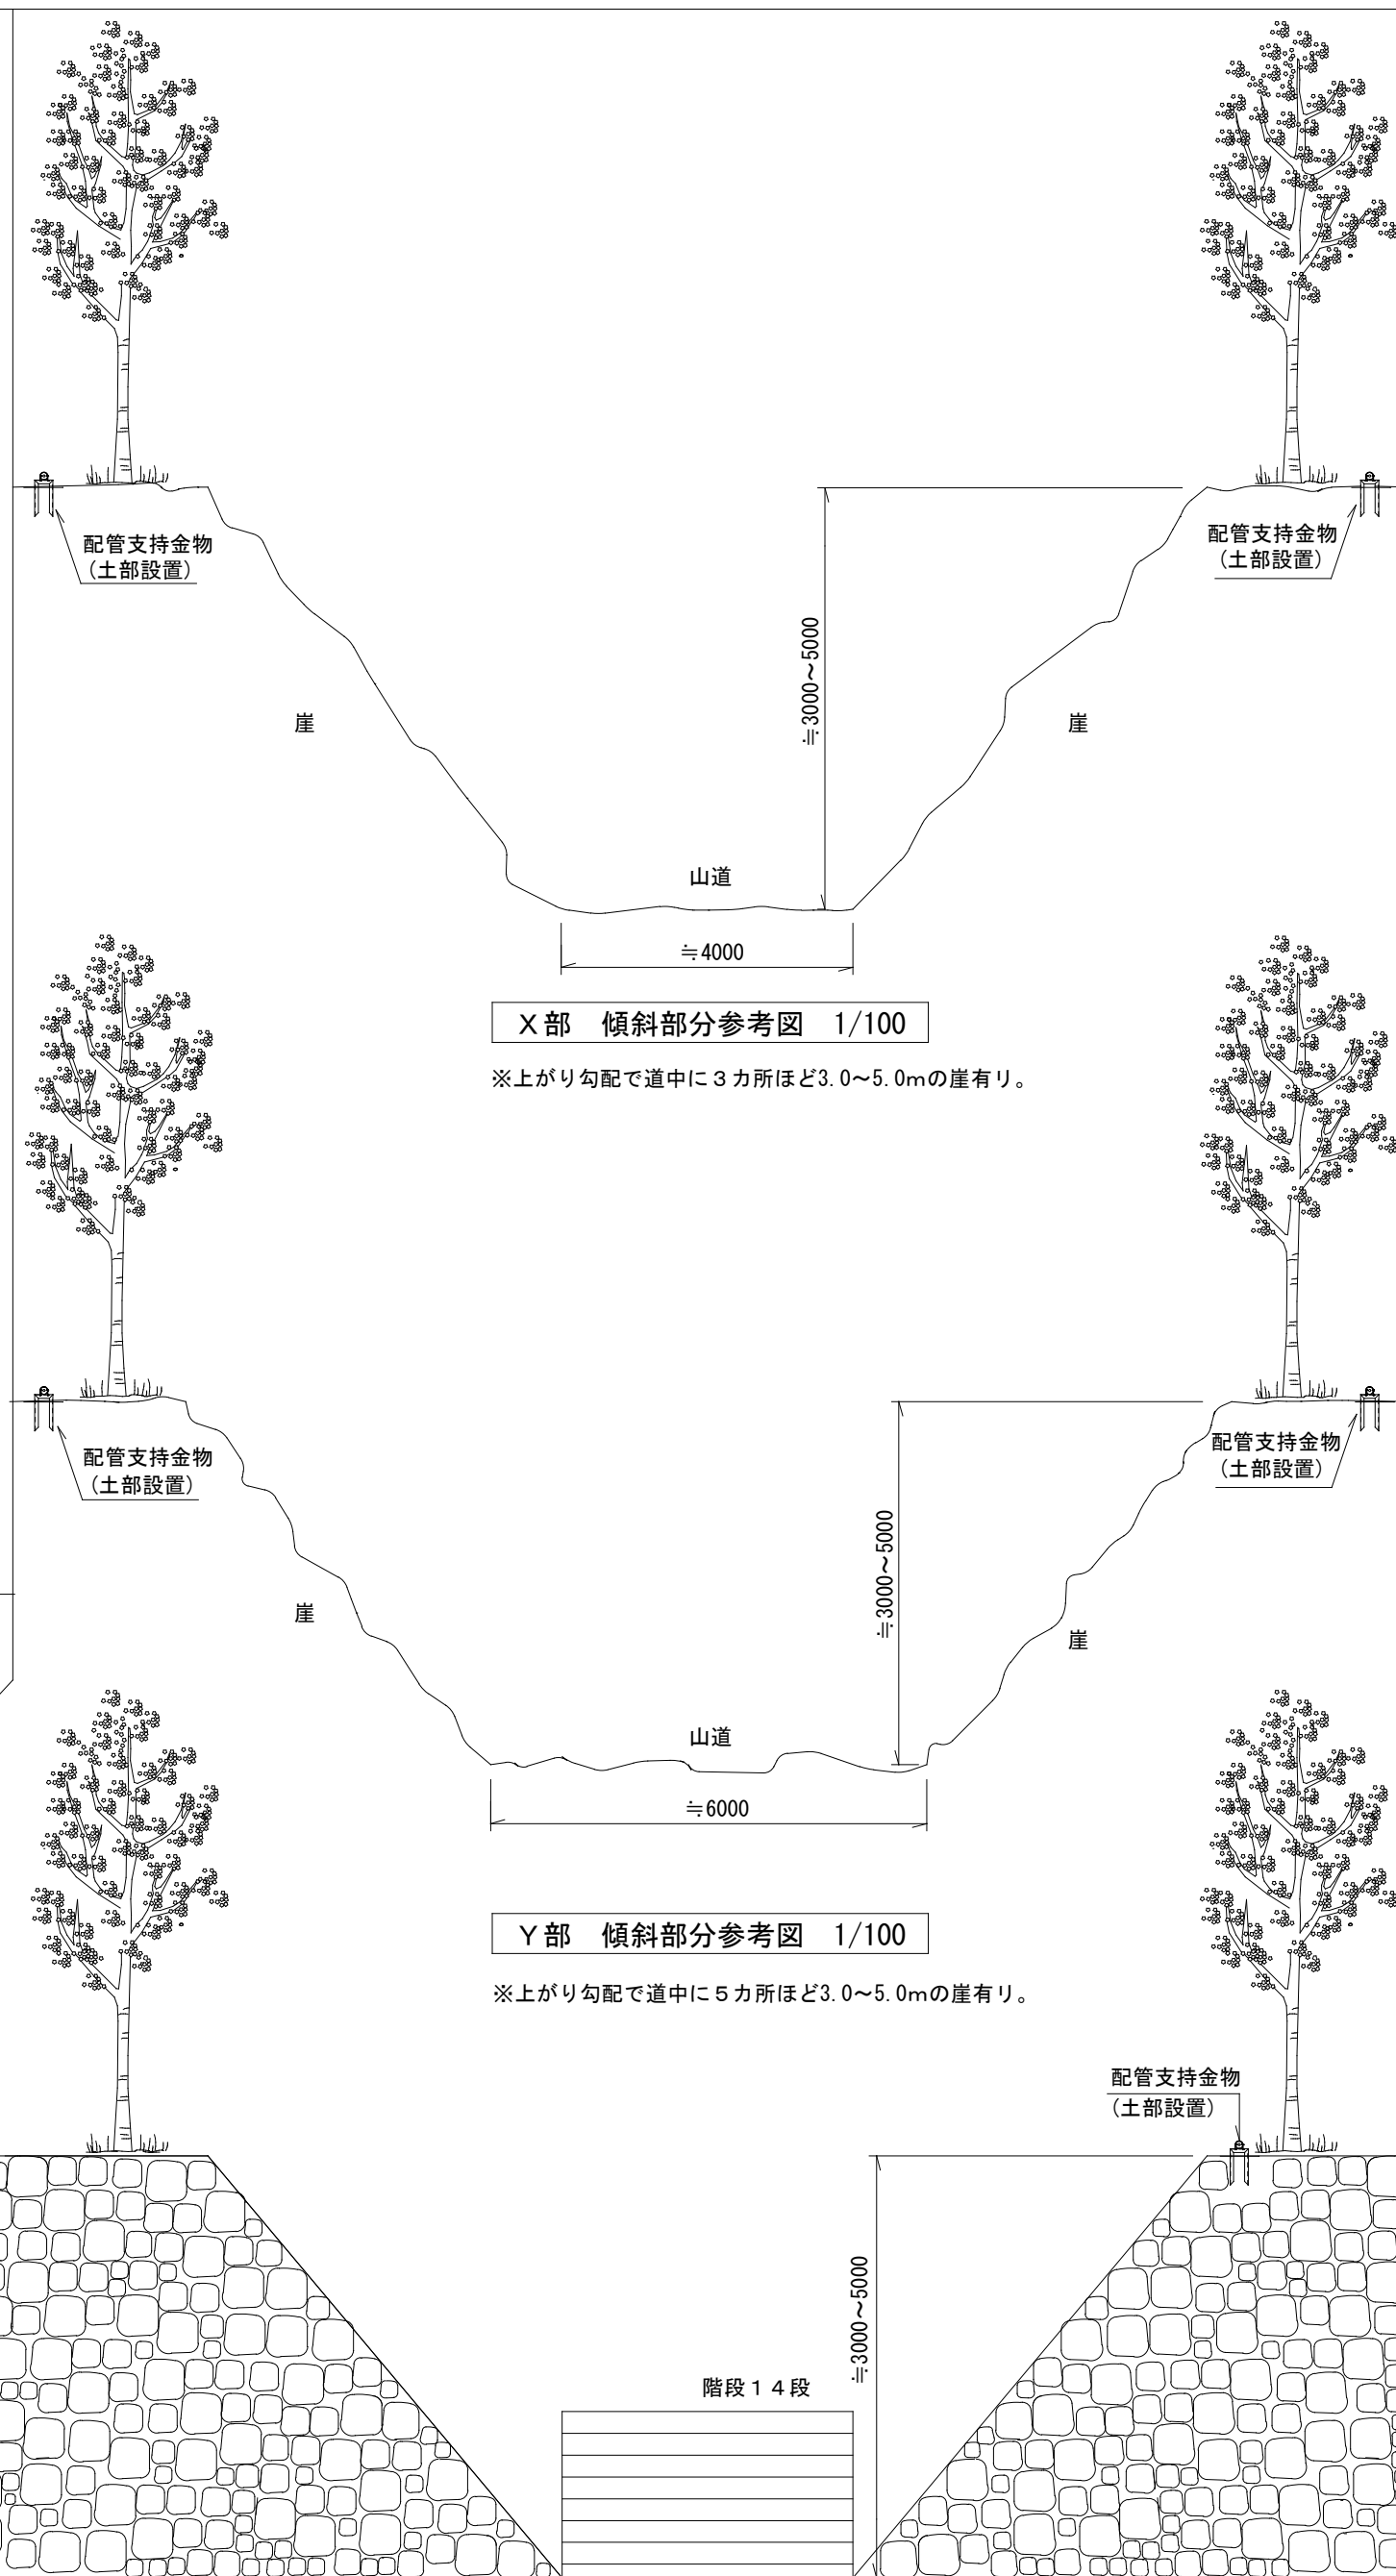 配管支持金物
(土部設置)
配管支持金物
(土部設置)
≒3000～5000
崖
崖
山道
≒4000
X部　傾斜部分参考図　1/100
※上がり勾配で道中に３カ所ほど3.0～5.0mの崖有り。
配管支持金物
(土部設置)
配管支持金物
(土部設置)
≒3000～5000
崖
崖
山道
≒6000
Y部　傾斜部分参考図　1/100
※上がり勾配で道中に５カ所ほど3.0～5.0mの崖有り。
配管支持金物
(土部設置)
≒3000～5000
階段１４段